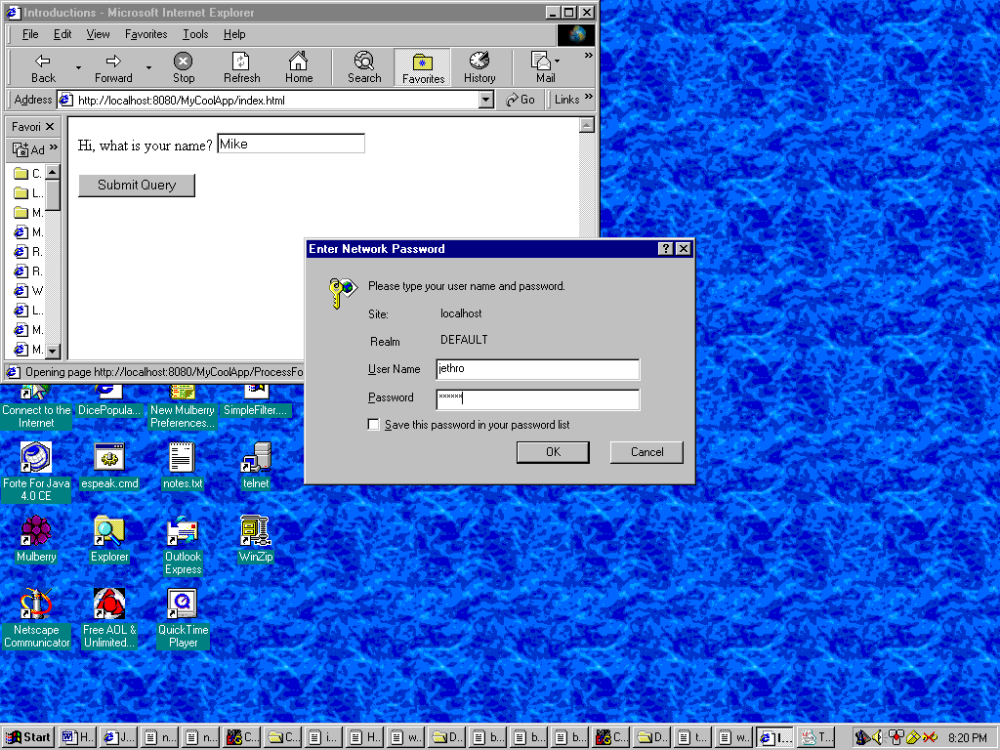 Introductions - Microsoft Internet Explorer
File Edit View Favorites Tools Help
Back Forward Stop Refresh Home Search Favorites History Mail »
Address http://localhost:8080/MyCoolApp/index.html Go Links »
Favori
Ad »
C.
L.
M.
M.
R.
R.
W
L.
M.
M.
Hi, what is your name? Mike
Submit Query
Opening page http://localhost:8080/MyCoolApp/ProcessFo
Enter Network Password
Please type your user name and password.
Site: localhost
Realm DEFAULT
User Name jethro
Password ××××××
Save this password in your password list
OK Cancel
Connect to the
Internet
DicePopula...
New Mulberry
Preferences...
SimpleFilter....
Forte For Java
4.0 CE
espeak.cmd
notes.txt
telnet
Mulberry
Explorer
Outlook
Express
WinZip
Netscape
Communicator
Free AOL &
Unlimited...
QuickTime
Player
Start H... J... n... n... C... C... i... H... w... D... b... b... b... C... D... t... w... I... T... 8:20 PM